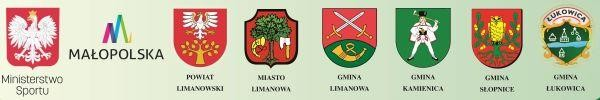 Ministerstwo
Sportu
MAŁOPOLSKA
POWIAT
LIMANOWSKI
MIASTO
LIMANOWA
GMINA
LIMANOWA
GMINA
KAMIENICA
GMINA
SŁOPNICE
ŁUKOWICA
GMINA
ŁUKOWICA